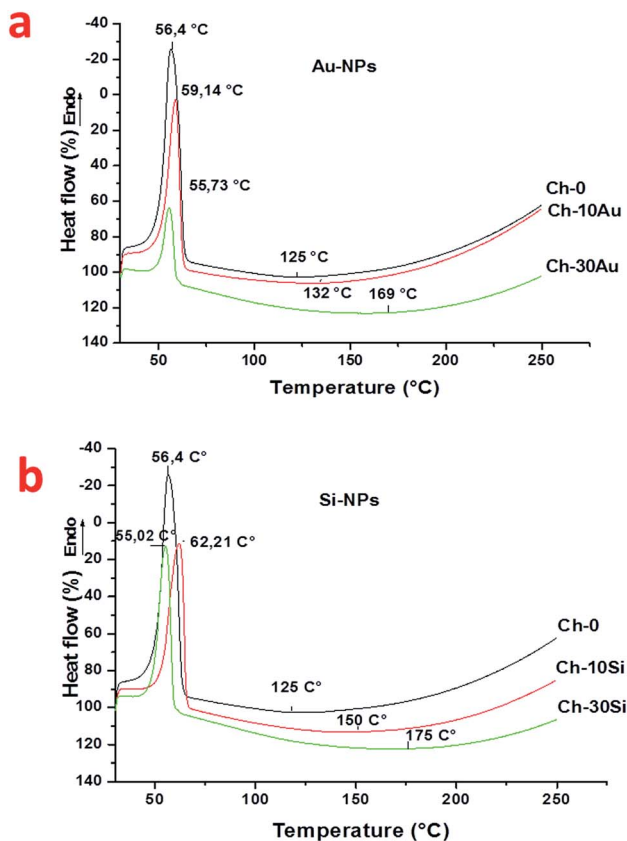 a
-40
-20
0
20
40
60
80
100
120
140
Heat flow (%) Endo
56,4 °C
59,14 °C
55,73 °C
Au-NPs
125 °C
132 °C
169 °C
Ch-0
Ch-10Au
Ch-30Au
50
100
150
200
250
Temperature (°C)
b
-40
-20
0
20
40
60
80
100
120
140
Heat flow (%) Endo
56,4 C°
55,02 C°
62,21 C°
Si-NPs
125 C°
150 C°
175 C°
Ch-0
Ch-10Si
Ch-30Si
50
100
150
200
250
Temperature (°C)